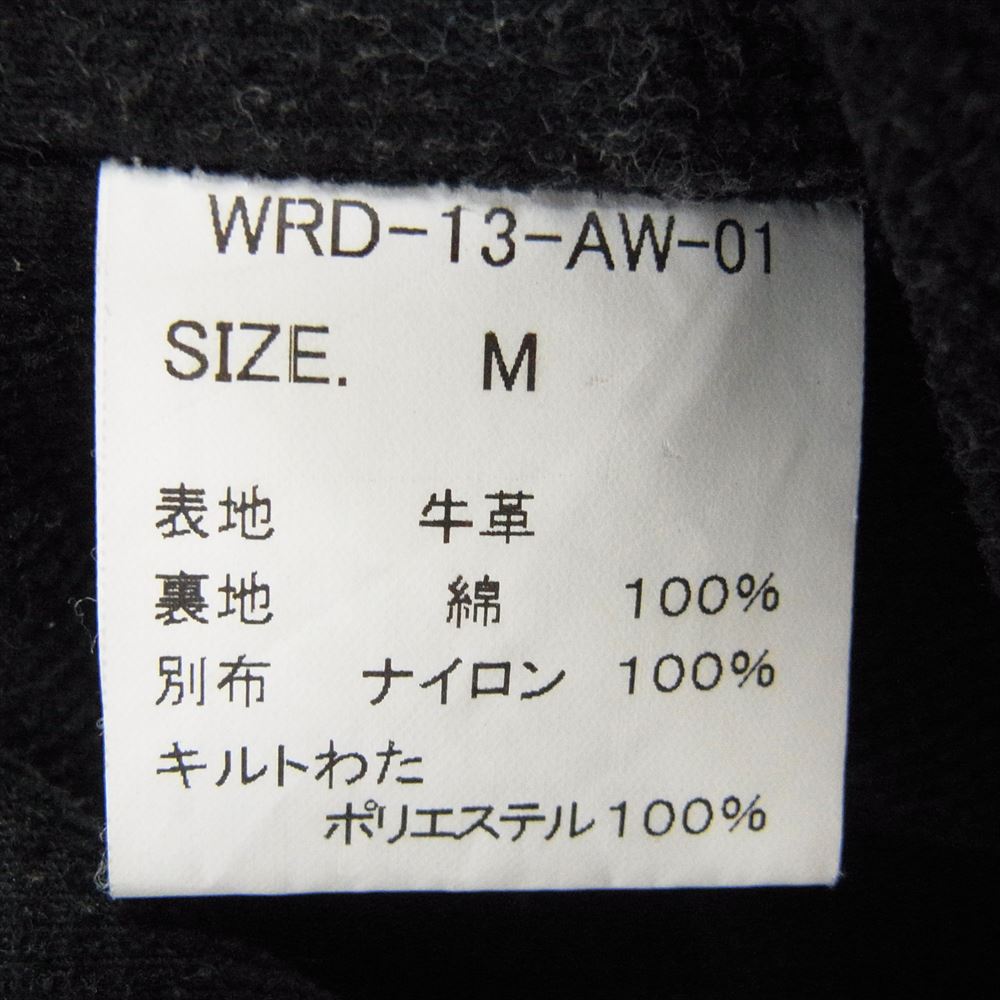 WRD-13-AW-01
SIZE. M
表地 牛革
裏地 綿 100%
別布 ナイロン 100%
キルトわた
ポリエステル100%